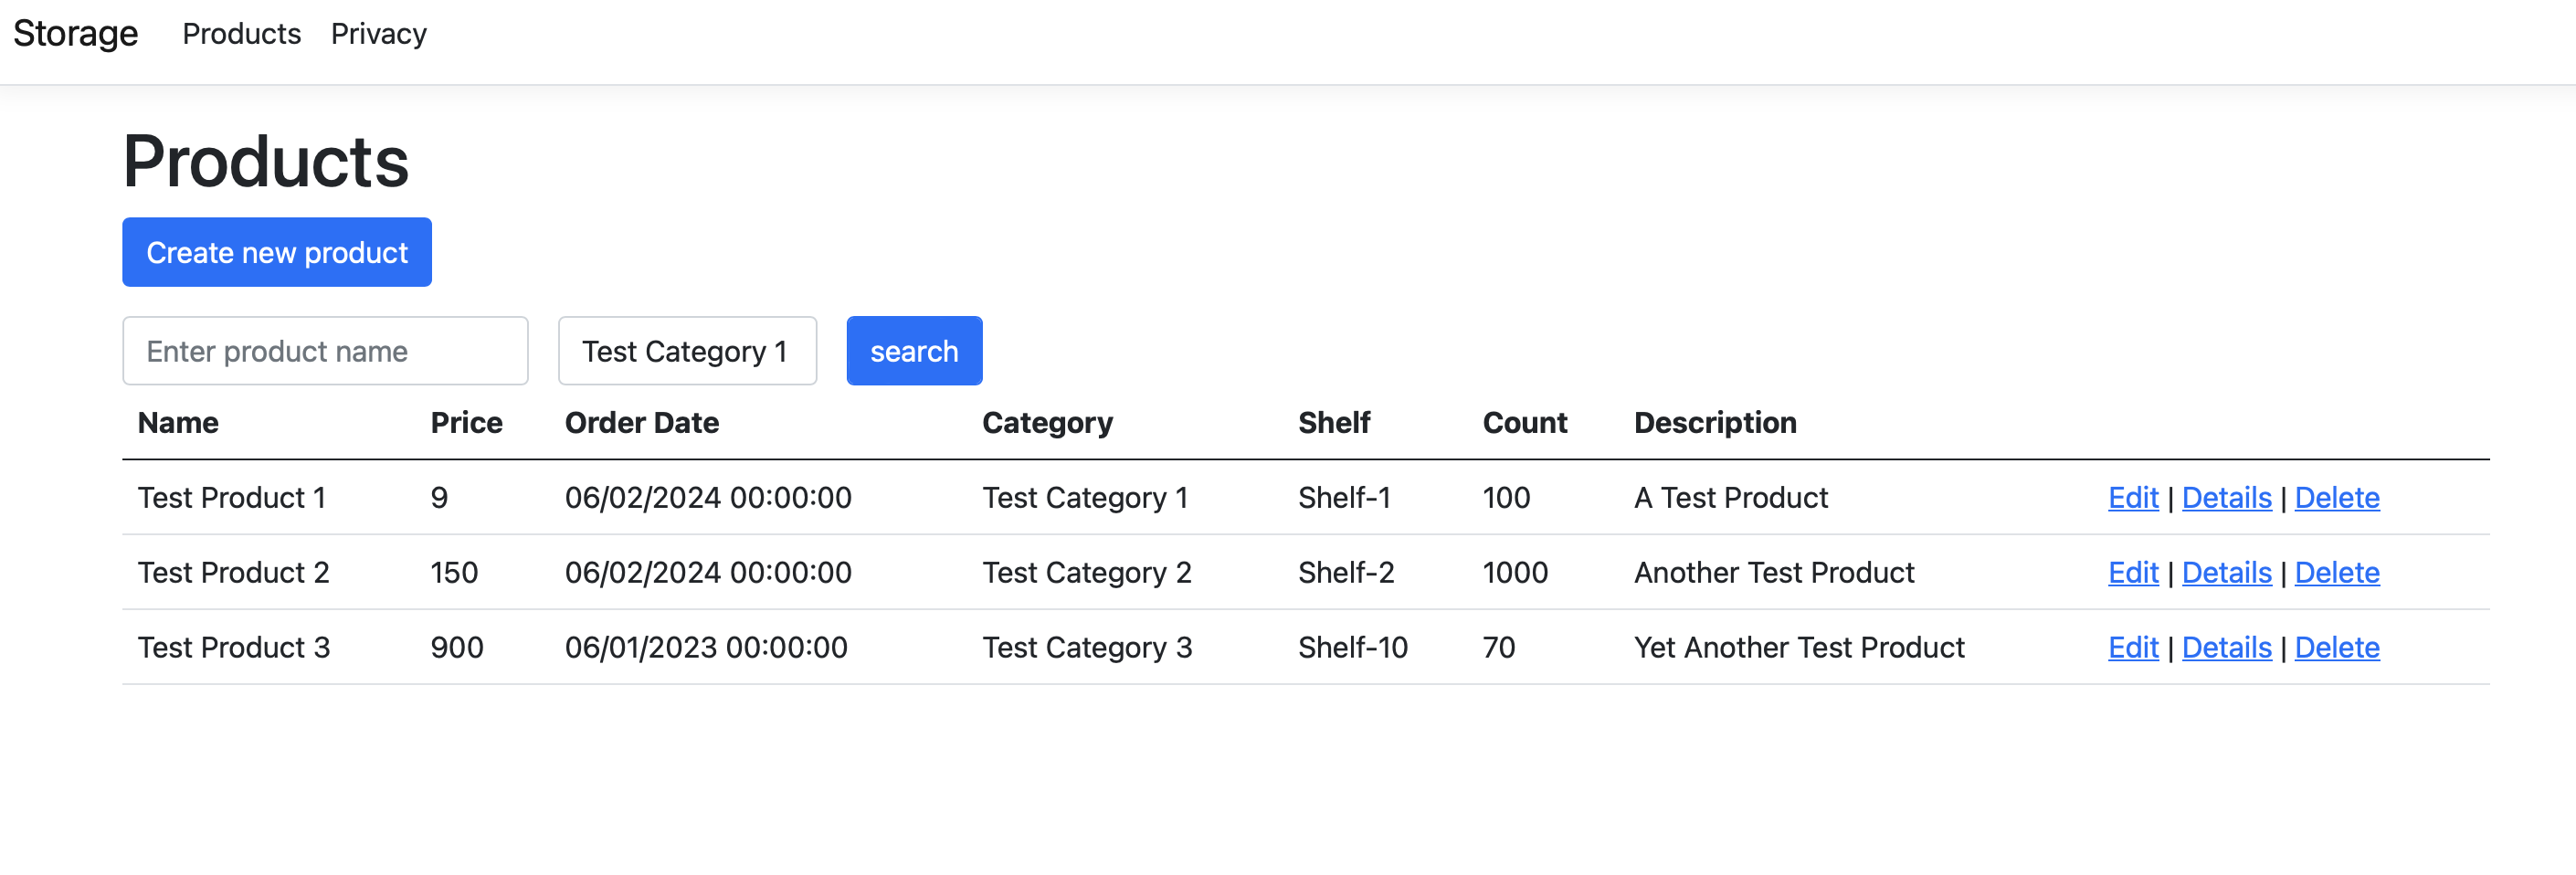 Storage Products Privacy
Products
Create new product
Enter product name Test Category 1 search
Name Price Order Date Category Shelf Count Description
Test Product 1 9 06/02/2024 00:00:00 Test Category 1 Shelf-1 100 A Test Product Edit | Details | Delete
Test Product 2 150 06/02/2024 00:00:00 Test Category 2 Shelf-2 1000 Another Test Product Edit | Details | Delete
Test Product 3 900 06/01/2023 00:00:00 Test Category 3 Shelf-10 70 Yet Another Test Product Edit | Details | Delete